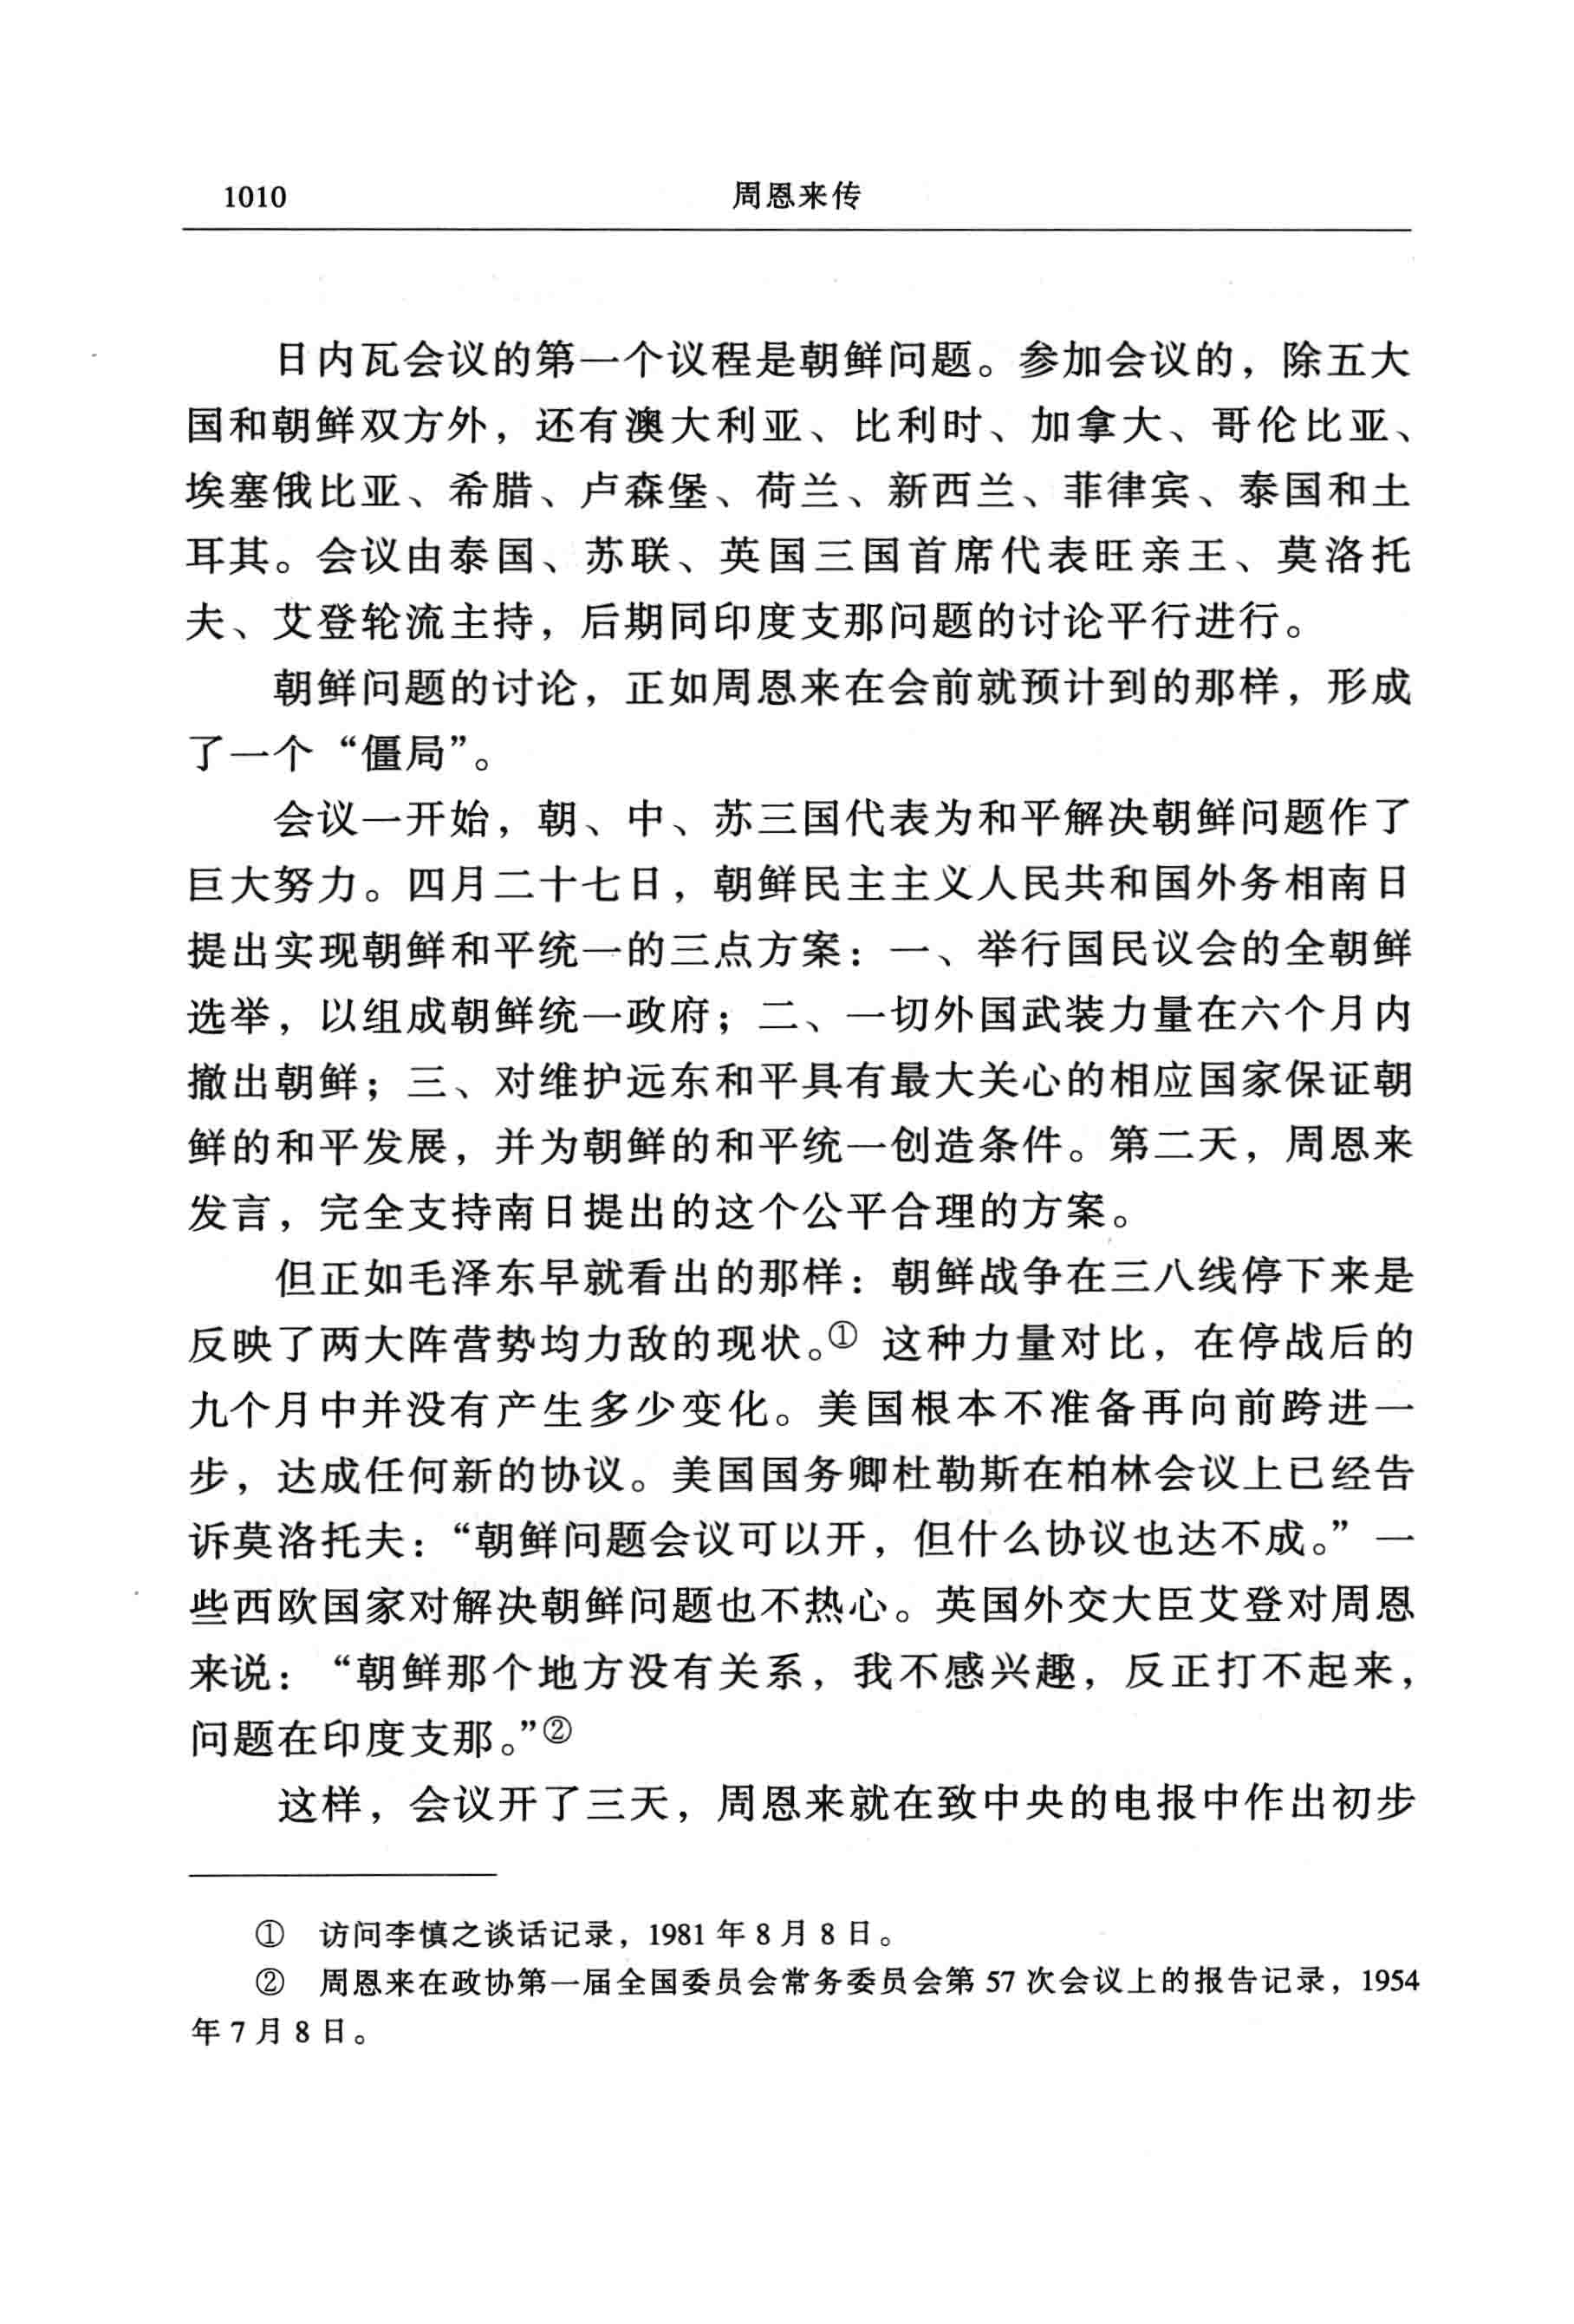 1010 周恩来传
日内瓦会议的第一个议程是朝鲜问题。参加会议的，除五大
国和朝鲜双方外，还有澳大利亚、比利时、加拿大、哥伦比亚、
埃塞俄比亚、希腊、卢森堡、荷兰、新西兰、菲律宾、泰国和土
耳其。会议由泰国、苏联、英国三国首席代表旺亲王、莫洛托
夫、艾登轮流主持，后期同印度支那问题的讨论平行进行。
朝鲜问题的讨论，正如周恩来在会前就预计到的那样，形成
了一个“僵局”。
会议一开始，朝、中、苏三国代表为和平解决朝鲜问题作了
巨大努力。四月二十七日，朝鲜民主主义人民共和国外务相南日
提出实现朝鲜和平统一的三点方案：一、举行国民议会的全朝鲜
选举，以组成朝鲜统一政府；二、一切外国武装力量在六个月内
撤出朝鲜；三、对维护远东和平具有最大关心的相应国家保证朝
鲜的和平发展，并为朝鲜的和平统一创造条件。第二天，周恩来
发言，完全支持南日提出的这个公平合理的方案。
但正如毛泽东早就看出的那样：朝鲜战争在三八线停下来是
反映了两大阵营势均力敌的现状。① 这种力量对比，在停战后的
九个月中并没有产生多少变化。美国根本不准备再向前跨进一
步，达成任何新的协议。美国国务卿杜勒斯在柏林会议上已经告
诉莫洛托夫：“朝鲜问题会议可以开，但什么协议也达不成。”一
些西欧国家对解决朝鲜问题也不热心。英国外交大臣艾登对周恩
来说：“朝鲜那个地方没有关系，我不感兴趣，反正打不起来，
问题在印度支那。”②
这样，会议开了三天，周恩来就在致中央的电报中作出初步
① 访问李慎之谈话记录，1981 年 8 月 8 日。
② 周恩来在政协第一届全国委员会常务委员会第 57 次会议上的报告记录，1954
年 7 月 8 日。